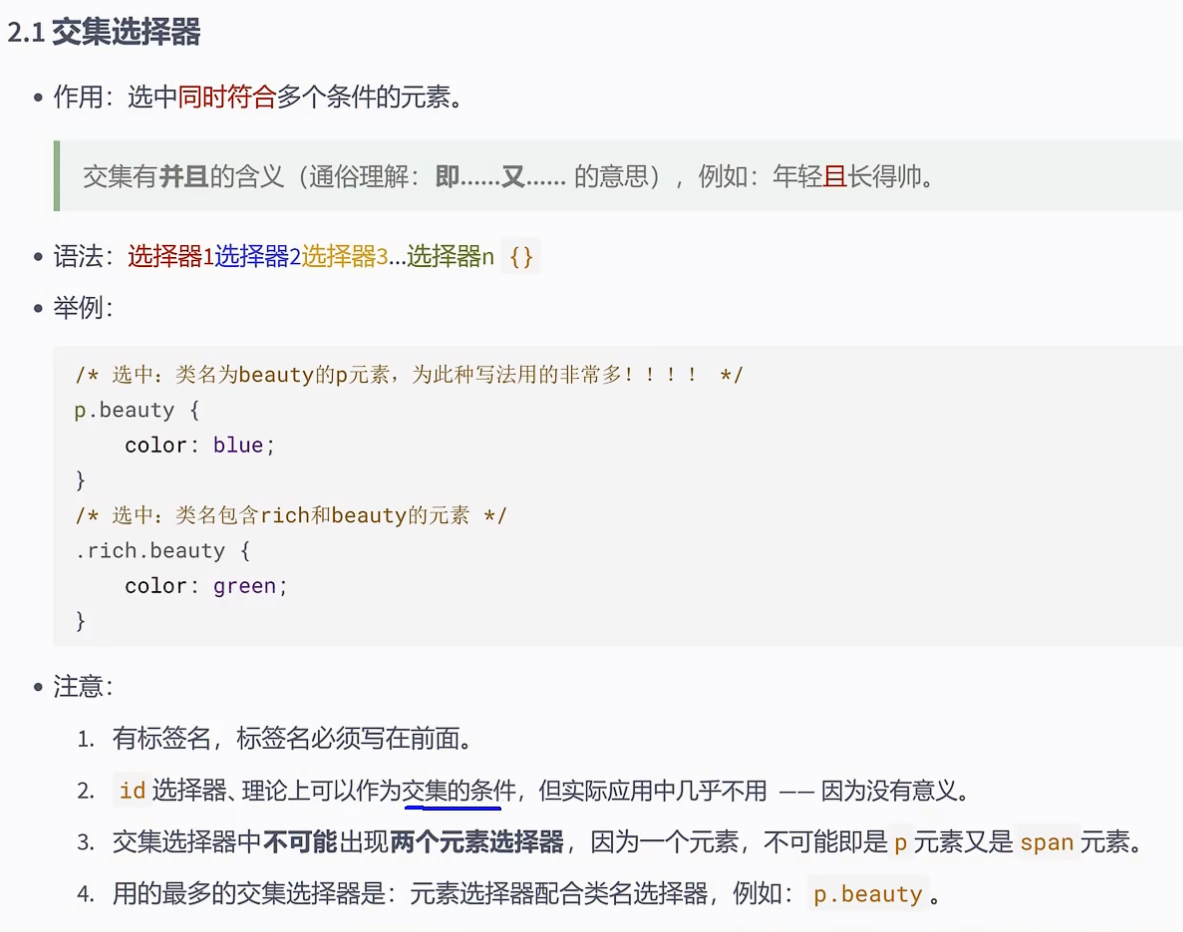 2.1 交集选择器
• 作用：选中同时符合多个条件的元素。
交集有并且的含义（通俗理解：即……又…… 的意思），例如：年轻且长得帅。
• 语法：选择器1选择器2选择器3...选择器n {}
• 举例：
/* 选中：类名为beauty的p元素，为此种写法用的非常多！！！！ */
p.beauty {
    color: blue;
}
/* 选中：类名包含rich和beauty的元素 */
.rich.beauty {
    color: green;
}
• 注意：
1. 有标签名，标签名必须写在前面。
2. id 选择器、理论上可以作为交集的条件，但实际应用中几乎不用 —— 因为没有意义。
3. 交集选择器中不可能出现两个元素选择器，因为一个元素，不可能即是 p 元素又是 span 元素。
4. 用的最多的交集选择器是：元素选择器配合类名选择器，例如： p.beauty 。